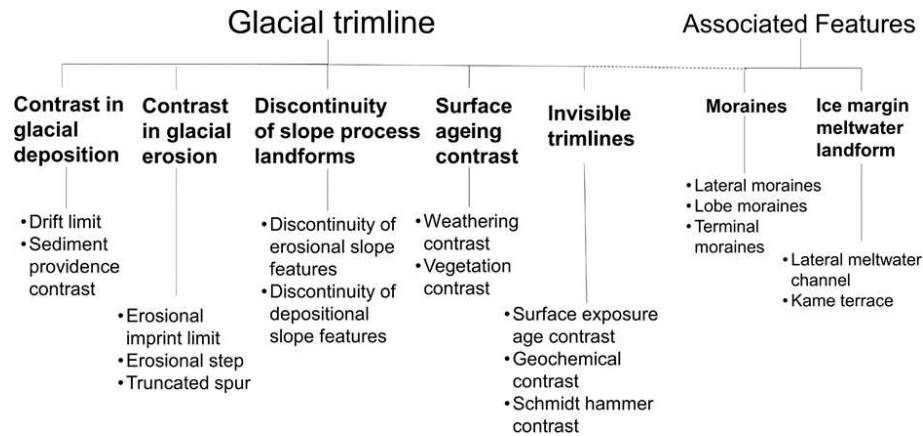 Glacial trimline
Associated Features
Contrast in
glacial
deposition
• Drift limit
• Sediment
providence
contrast
Contrast
in glacial
erosion
• Erosional
imprint limit
• Erosional step
• Truncated spur
Discontinuity
of slope process
landforms
• Discontinuity of
erosional slope
features
• Discontinuity of
depositional
slope features
Surface
ageing
contrast
• Weathering
contrast
• Vegetation
contrast
Invisible
trimlines
• Surface exposure
age contrast
• Geochemical
contrast
• Schmidt hammer
contrast
Moraines
• Lateral moraines
• Lobe moraines
• Terminal
moraines
Ice margin
meltwater
landform
• Lateral meltwater
channel
• Kame terrace